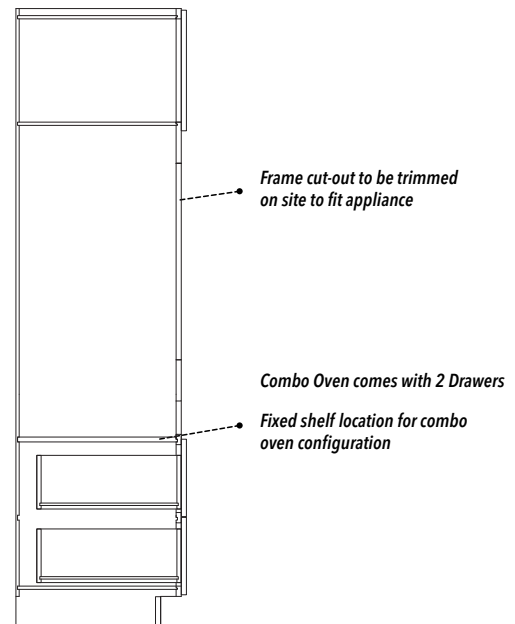 Frame cut-out to be trimmed
on site to fit appliance
Combo Oven comes with 2 Drawers
Fixed shelf location for combo
oven configuration